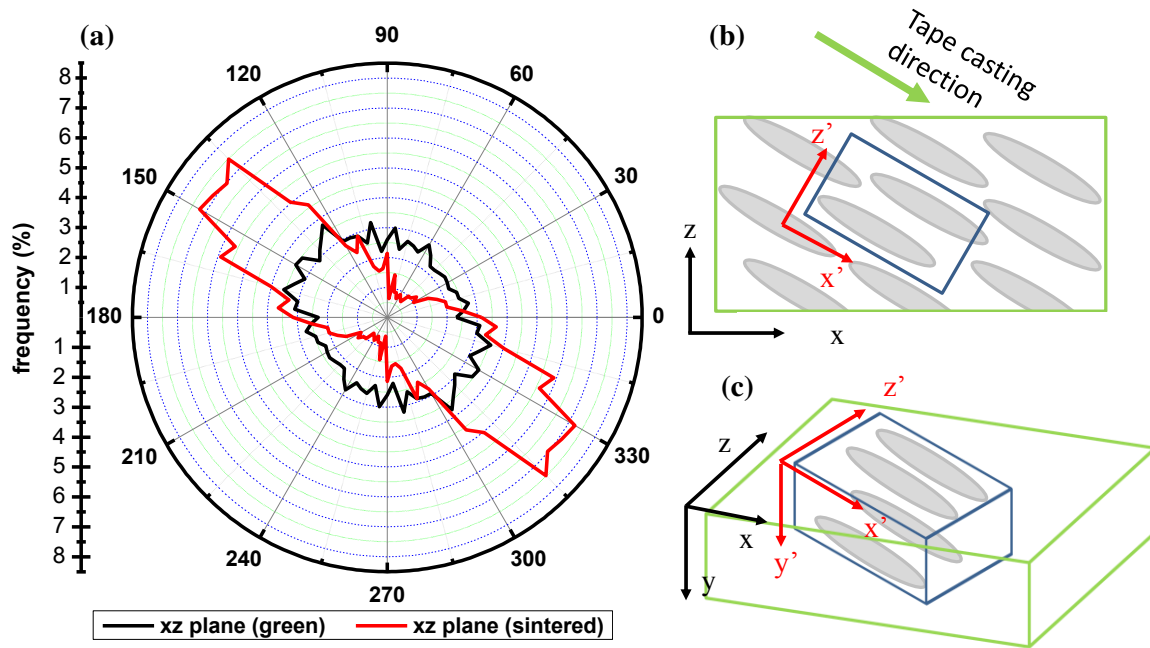 (a)
90
120
60
150
30
180
0
210
330
240
300
270
frequency (%)
8
7
6
5
4
3
2
1
1
2
3
4
5
6
7
8
xz plane (green)
xz plane (sintered)
(b)
Tape casting
direction
z'
x'
z
x
(c)
z'
z
x'
x
y'
y